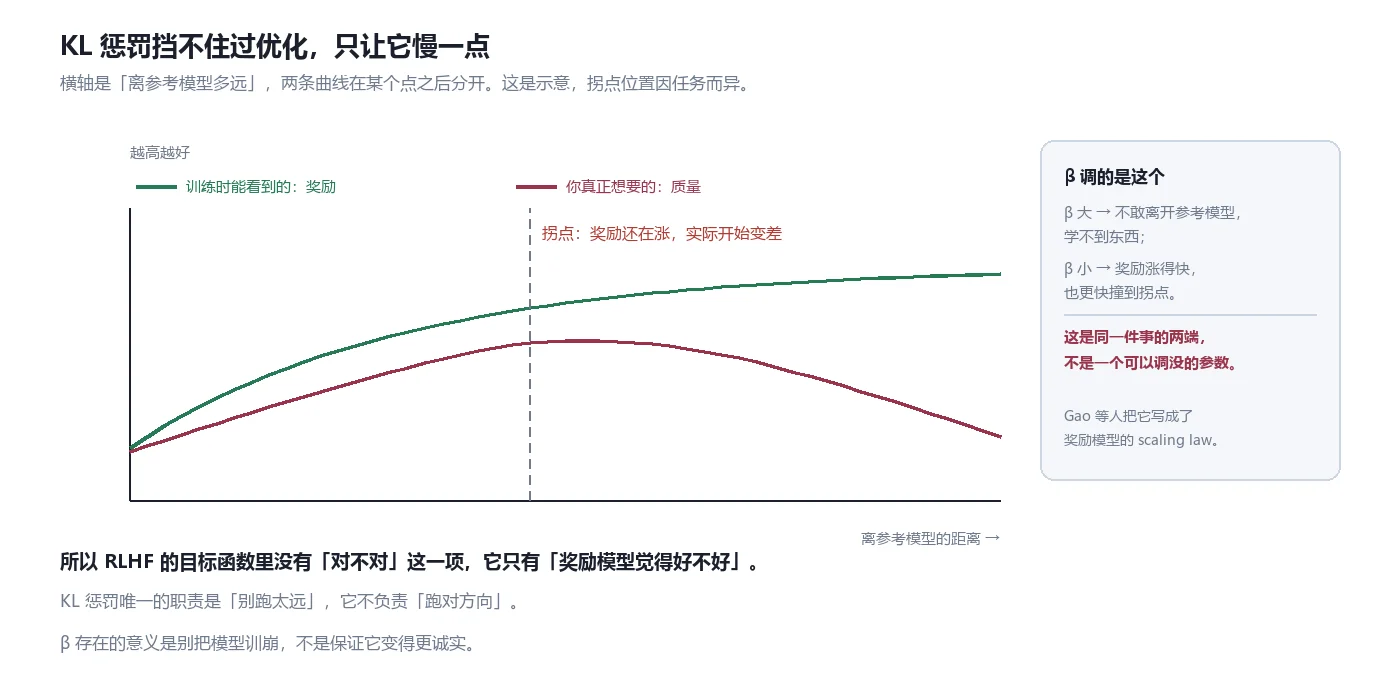 KL 惩罚挡不住过优化，只让它慢一点
横轴是「离参考模型多远」，两条曲线在某个点之后分开。这是示意，拐点位置因任务而异。
越高越好
训练时能看到的：奖励
你真正想要的：质量
拐点：奖励还在涨，实际开始变差
离参考模型的距离 →
β 调的是这个
β 大 → 不敢离开参考模型，
学不到东西；
β 小 → 奖励涨得快，
也更快撞到拐点。
这是同一件事的两端，
不是一个可以调没的参数。
Gao 等人把它写成了
奖励模型的 scaling law。
所以 RLHF 的目标函数里没有「对不对」这一项，它只有「奖励模型觉得好不好」。
KL 惩罚唯一的职责是「别跑太远」，它不负责「跑对方向」。
β 存在的意义是别把模型训崩，不是保证它变得更诚实。